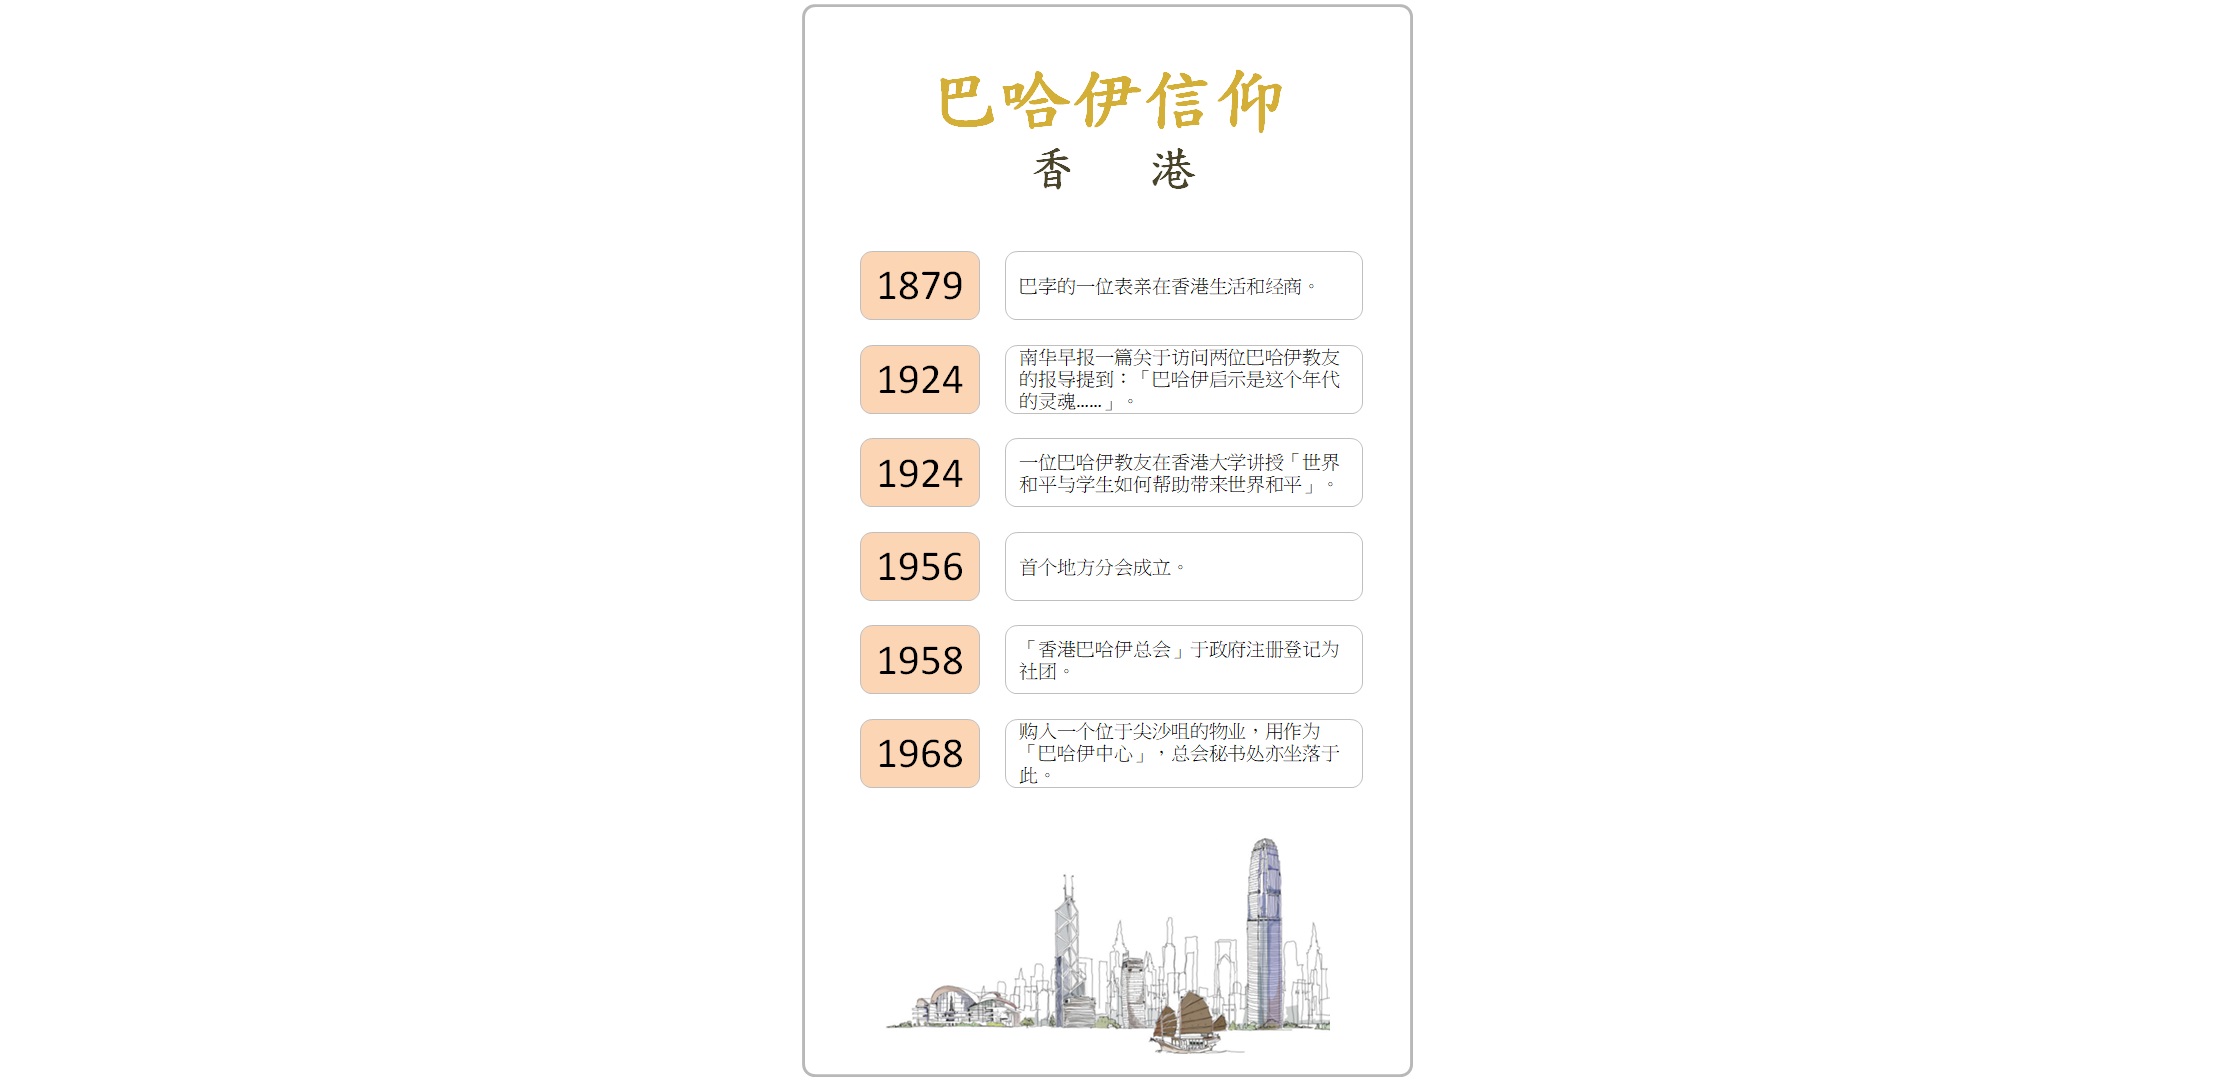 巴哈伊信仰
香 港
1879
巴孛的一位表亲在香港生活和经商。
1924
南华早报一篇关于访问两位巴哈伊教友
的报导提到：「巴哈伊启示是这个年代
的灵魂……」。
1924
一位巴哈伊教友在香港大学讲授「世界
和平与学生如何帮助带来世界和平」。
1956
首个地方分会成立。
1958
「香港巴哈伊总会」于政府注册登记为
社团。
1968
购入一个位于尖沙咀的物业，用作为
「巴哈伊中心」，总会秘书处亦坐落于
此。